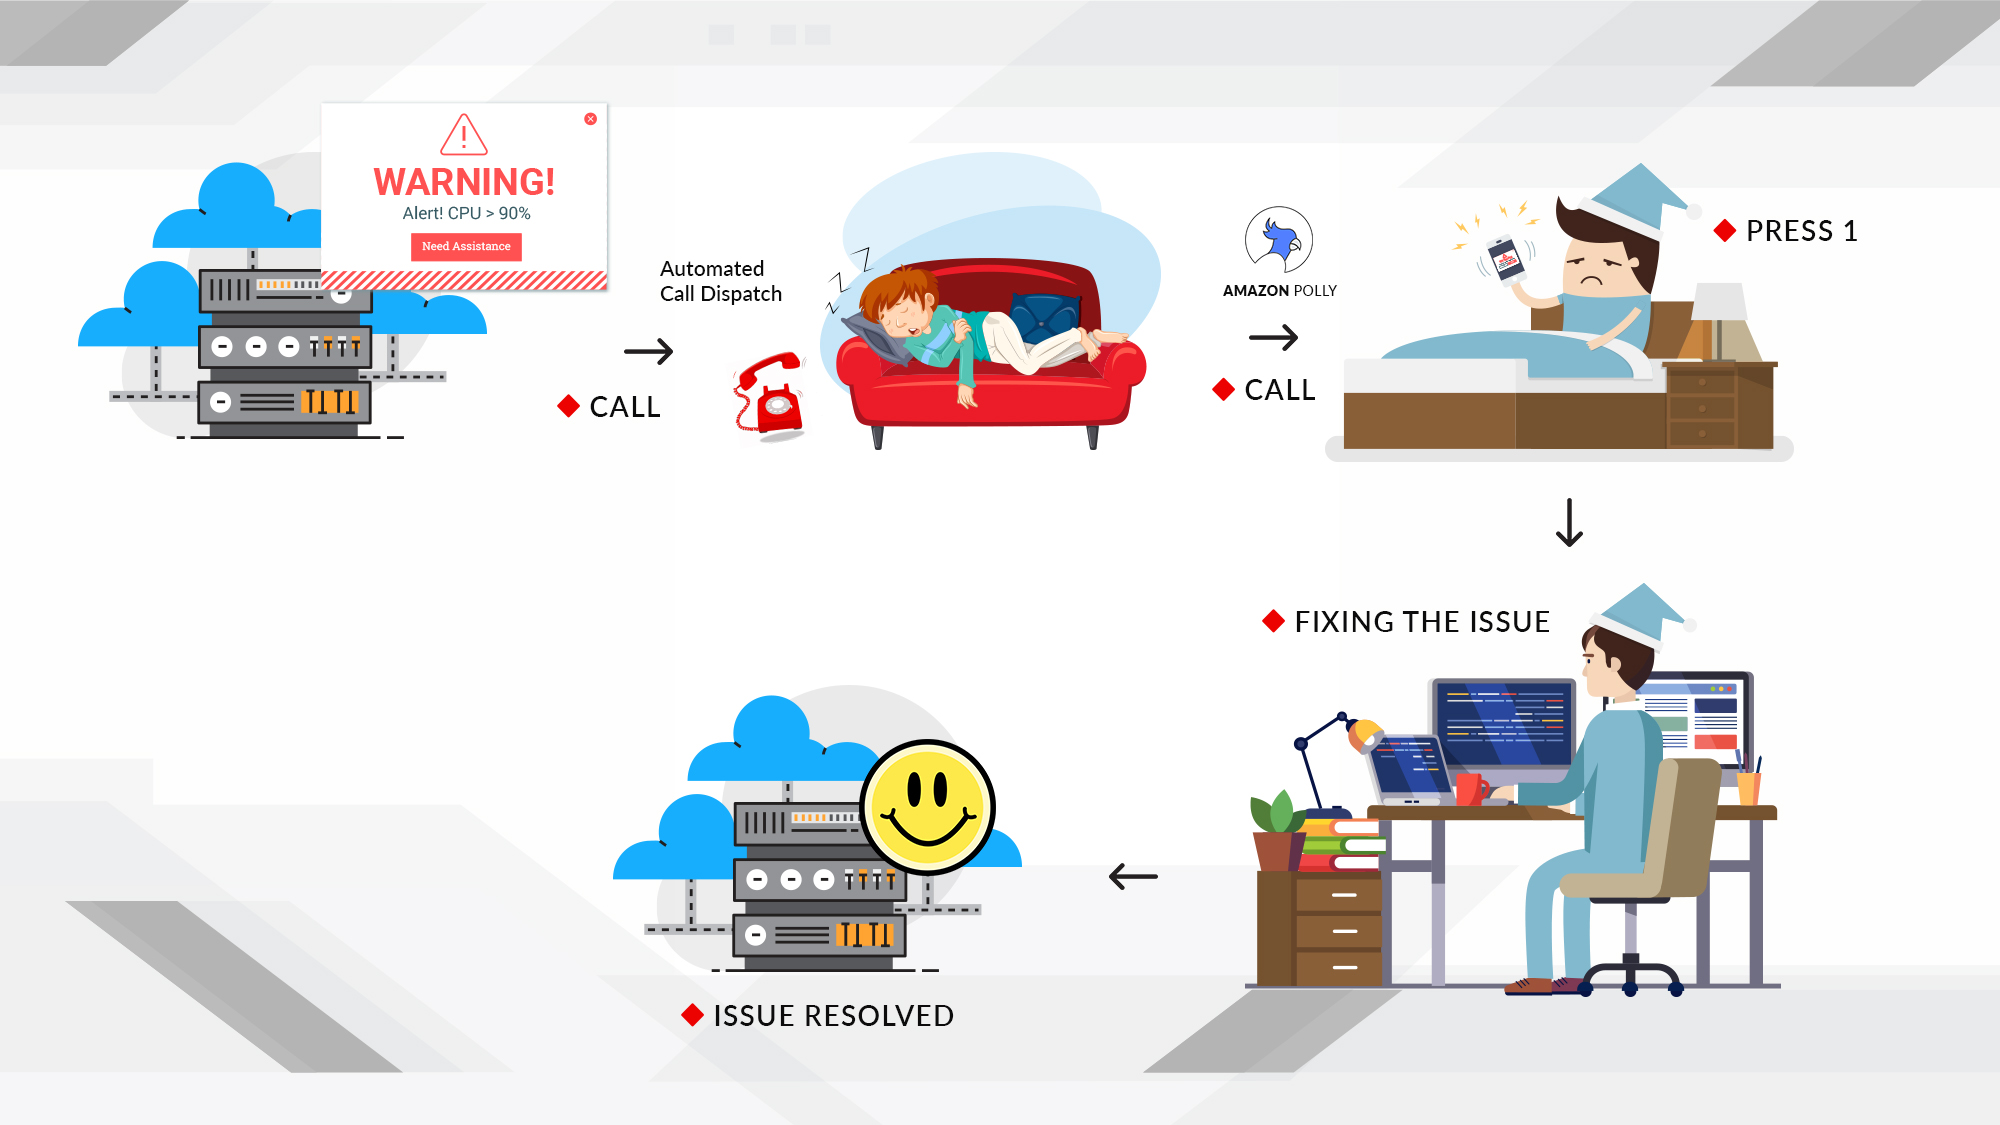 WARNING!
Alert! CPU > 90%
Need Assistance
Automated
Call Dispatch
CALL
AMAZON POLLY
CALL
PRESS 1
FIXING THE ISSUE
ISSUE RESOLVED